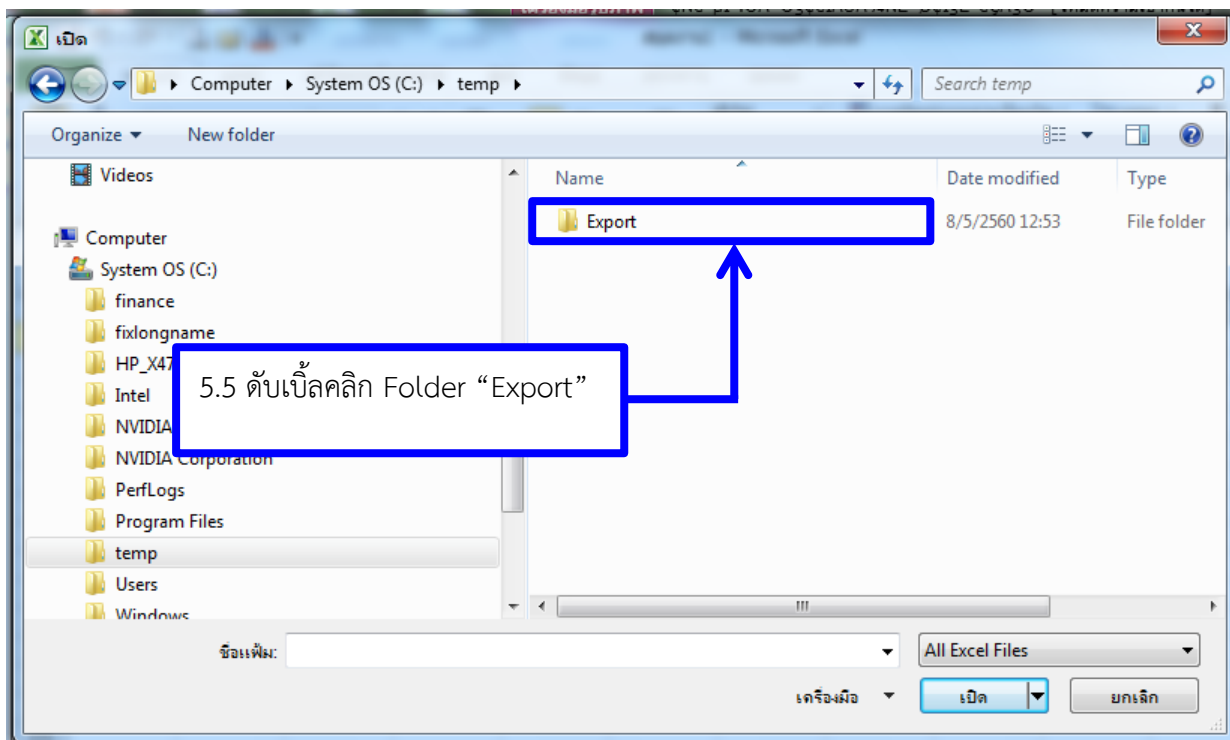 เปิด
Computer System OS (C:) temp
Search temp
Organize New folder
Videos
Computer
System OS (C:)
finance
fixlongname
HP_X47
Intel
NVIDIA
NVIDIA Corporation
PerfLogs
Program Files
temp
Users
Windows
Name Date modified Type
Export 8/5/2560 12:53 File folder
5.5 ดับเบิ้ลคลิก Folder “Export”
ชื่อแฟ้ม:
All Excel Files
เครื่องมือ เปิด ยกเลิก